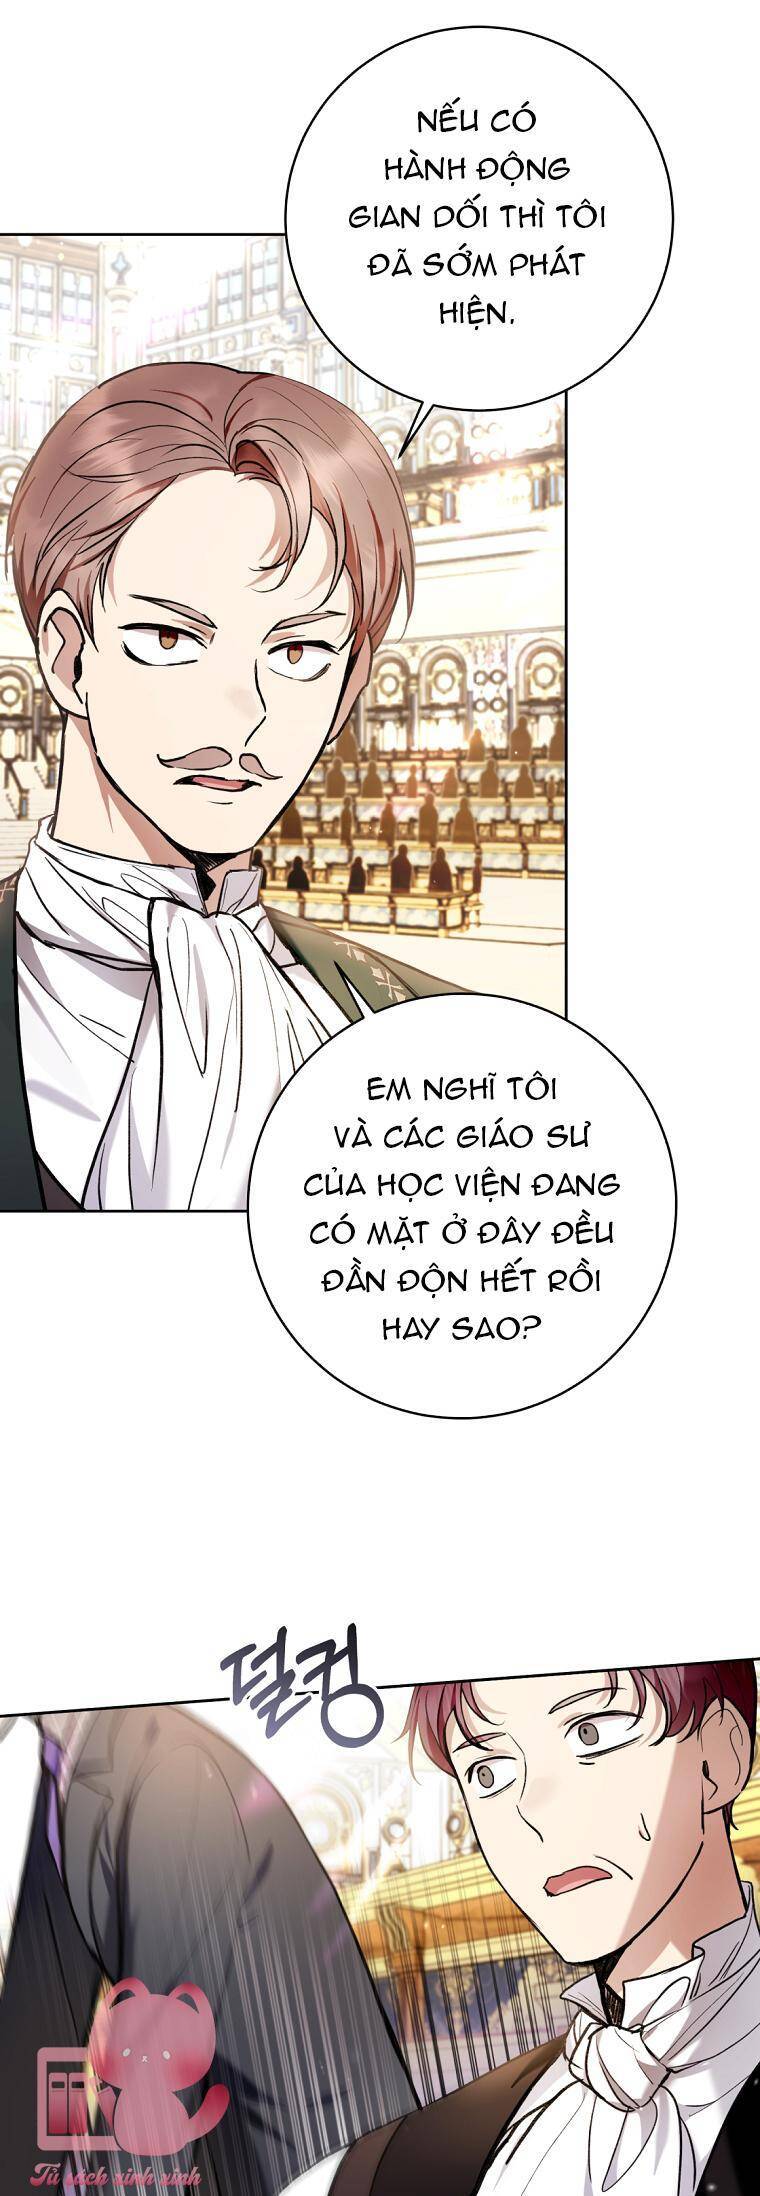 NẾU CÓ
HÀNH ĐỘNG
GIAN DỐI THÌ TÔI
ĐÃ SỚM PHÁT
HIỆN.
EM NGHĨ TÔI
VÀ CÁC GIÁO SƯ
CỦA HỌC VIỆN ĐANG
CÓ MẶT Ở ĐÂY ĐỀU
ĐẦN ĐỘN HẾT RỒI
HAY SAO?
덜컹
Tủ sách xinh xinh